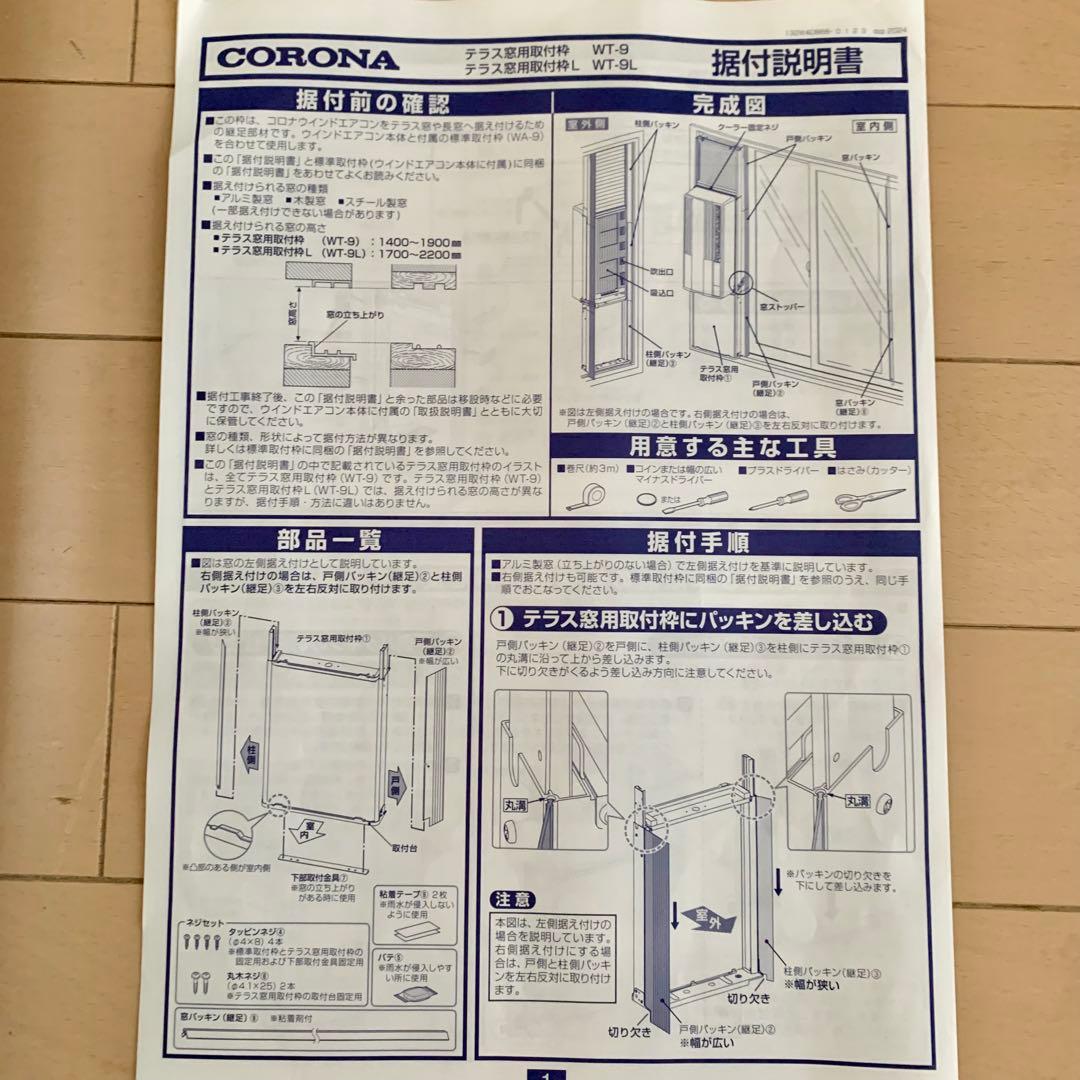 CORONA
テラス窓用取付枠 WT-9
テラス窓用取付枠L WT-9L
据付説明書
据付前の確認
■この枠は、コロナウインドエアコンをテラス窓や長窓へ据え付けるため
の継足部材です。ウインドエアコン本体と付属の標準取付枠(WA-9)
を合わせて使用します。
■この「据付説明書」と標準取付枠(ウインドエアコン本体に付属)に同梱
の「据付説明書」をあわせてよくお読みください。
■据え付けられる窓の種類
■アルミ製窓 ■木製窓 ■スチール製窓
(一部据え付けできない場合があります)
■据え付けられる窓の高さ
■テラス窓用取付枠 (WT-9):1400~1900㎜
■テラス窓用取付枠L (WT-9L):1700~2200㎜
窓高さ
窓の立ち上がり
■据付工事終了後、この「据付説明書」と余った部品は移設時などに必要
ですので、ウインドエアコン本体に付属の「取扱説明書」とともに大切
に保管してください。
■窓の種類、形状によって据付方法が異なります。
詳しくは標準取付枠に同梱の「据付説明書」を参照してください。
■この「据付説明書」の中で記載されているテラス窓用取付枠のイラスト
は、全てテラス窓用取付枠(WT-9)です。テラス窓用取付枠(WT-9)
とテラス窓用取付枠L(WT-9L)では、据え付けられる窓の高さが異な
りますが、据付手順・方法に違いはありません。
完成図
室外側
柱側パッキン
クーラー固定ネジ
戸側パッキン
室内側
窓パッキン
吹出口
吸込口
窓ストッパー
柱側パッキン
(継足)③
テラス窓用
取付枠①
戸側パッキン
(継足)②
窓パッキン
(継足)⑧
※図は左側据え付けの場合です。右側据え付けの場合は、
戸側パッキン(継足)②と柱側パッキン(継足)③を左右反対に取り付けます。
用意する主な工具
■巻尺(約3m)
■コインまたは幅の広い
マイナスドライバー
■プラスドライバー
■はさみ(カッター)
または
部品一覧
■図は窓の左側据え付けとして説明しています。
右側据え付けの場合は、戸側パッキン(継足)②と柱側
パッキン(継足)③を左右反対に取り付けます。
柱側パッキン
(継足)③
※幅が狭い
テラス窓用取付枠①
戸側パッキン
(継足)②
※幅が広い
柱側
戸側
室内
取付台
※凸部のある側が室内側
下部取付金具⑦
※窓の立ち上がり
がある時に使用
粘着テープ⑥ 2枚
※雨水が侵入しない
ように使用
ネジセット
タッピンネジ④
(φ4×8) 4本
※標準取付枠とテラス窓用取付枠の
固定用および下部取付金具固定用
パテ⑤
※雨水が侵入しやす
い所に使用
丸木ネジ
(φ4.1×25) 2本
※テラス窓用取付枠の取付台固定用
窓パッキン(継足)⑧ ※粘着剤付
据付手順
■アルミ製窓(立ち上がりのない場合)で左側据え付けを基準に説明しています。
■右側据え付けも可能です。標準取付枠に同梱の「据付説明書」を参照のうえ、同じ手
順でおこなってください。
① テラス窓用取付枠にパッキンを差し込む
戸側パッキン(継足)②を戸側に、柱側パッキン(継足)③を柱側にテラス窓用取付枠①
の丸溝に沿って上から差し込みます。
下に切り欠きがくるよう差し込み方向に注意してください。
丸溝
丸溝
※パッキンの切り欠きを
下にして差し込みます。
注意
本図は、左側据え付けの
場合を説明しています。
右側据え付けにする場合
は、戸側と柱側パッキ
ンを左右反対に取り付け
ます。
室外
柱側パッキン(継足)③
※幅が狭い
切り欠き
切り欠き
戸側パッキン(継足)②
※幅が広い
1